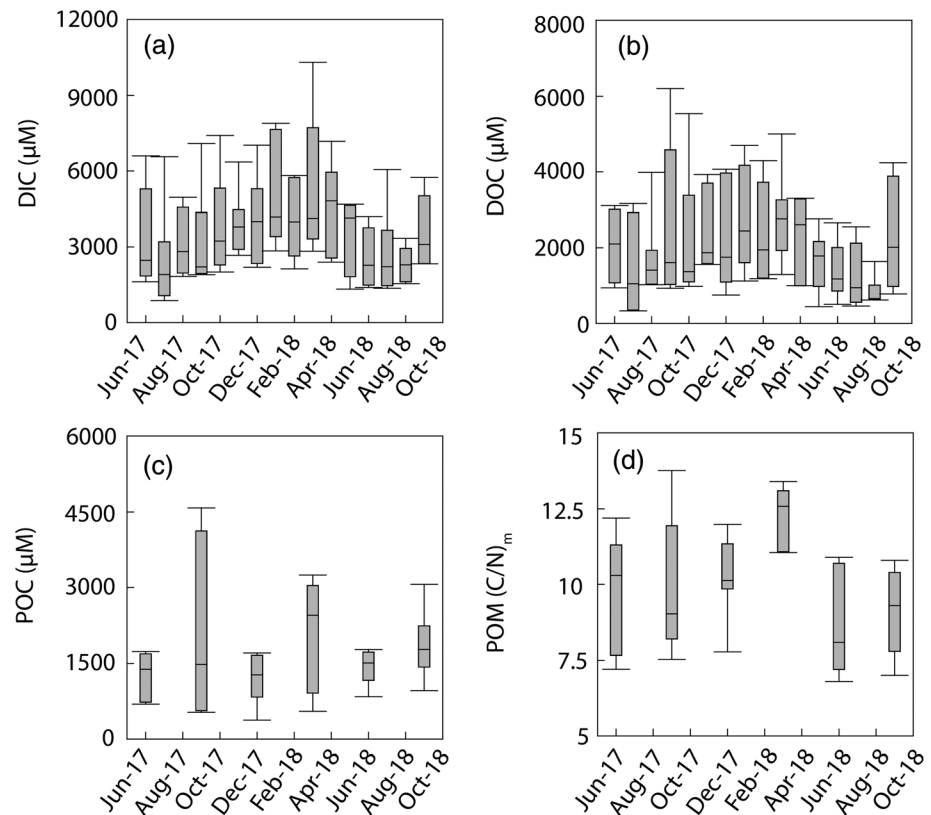 (a)
DIC (μM)
12000
9000
6000
3000
0
Jun-17
Aug-17
Oct-17
Dec-17
Feb-18
Apr-18
Jun-18
Aug-18
Oct-18
(b)
DOC (μM)
8000
6000
4000
2000
0
Jun-17
Aug-17
Oct-17
Dec-17
Feb-18
Apr-18
Jun-18
Aug-18
Oct-18
(c)
POC (μM)
6000
4500
3000
1500
0
Jun-17
Aug-17
Oct-17
Dec-17
Feb-18
Apr-18
Jun-18
Aug-18
Oct-18
(d)
POM (C/N)m
15
12.5
10
7.5
5
Jun-17
Aug-17
Oct-17
Dec-17
Feb-18
Apr-18
Jun-18
Aug-18
Oct-18